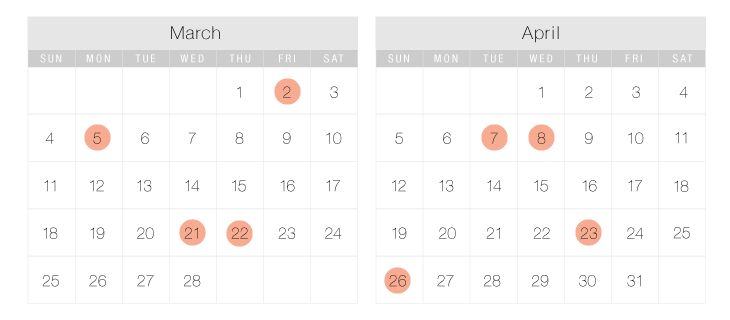 March
SUN MON TUE WED THU FRI SAT
1 2 3
4 5 6 7 8 9 10
11 12 13 14 15 16 17
18 19 20 21 22 23 24
25 26 27 28
April
SUN MON TUE WED THU FRI SAT
1 2 3 4
5 6 7 8 9 10 11
12 13 14 15 16 17 18
19 20 21 22 23 24 25
26 27 28 29 30 31